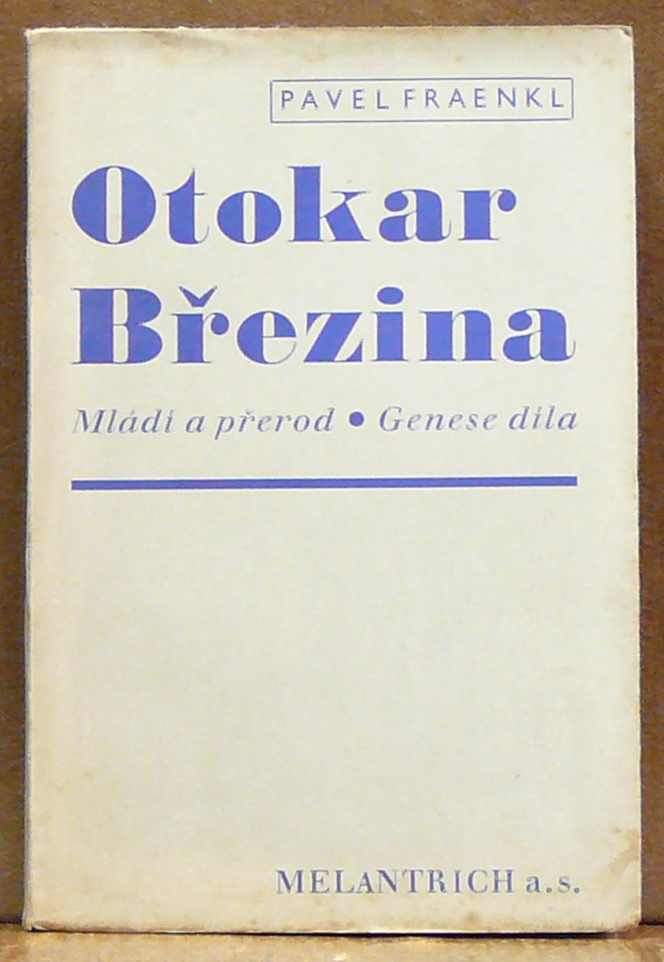 PAVEL FRAENKL
Otokar
Březina
Mládí a přerod • Genese díla
MELANTRICH a.s.